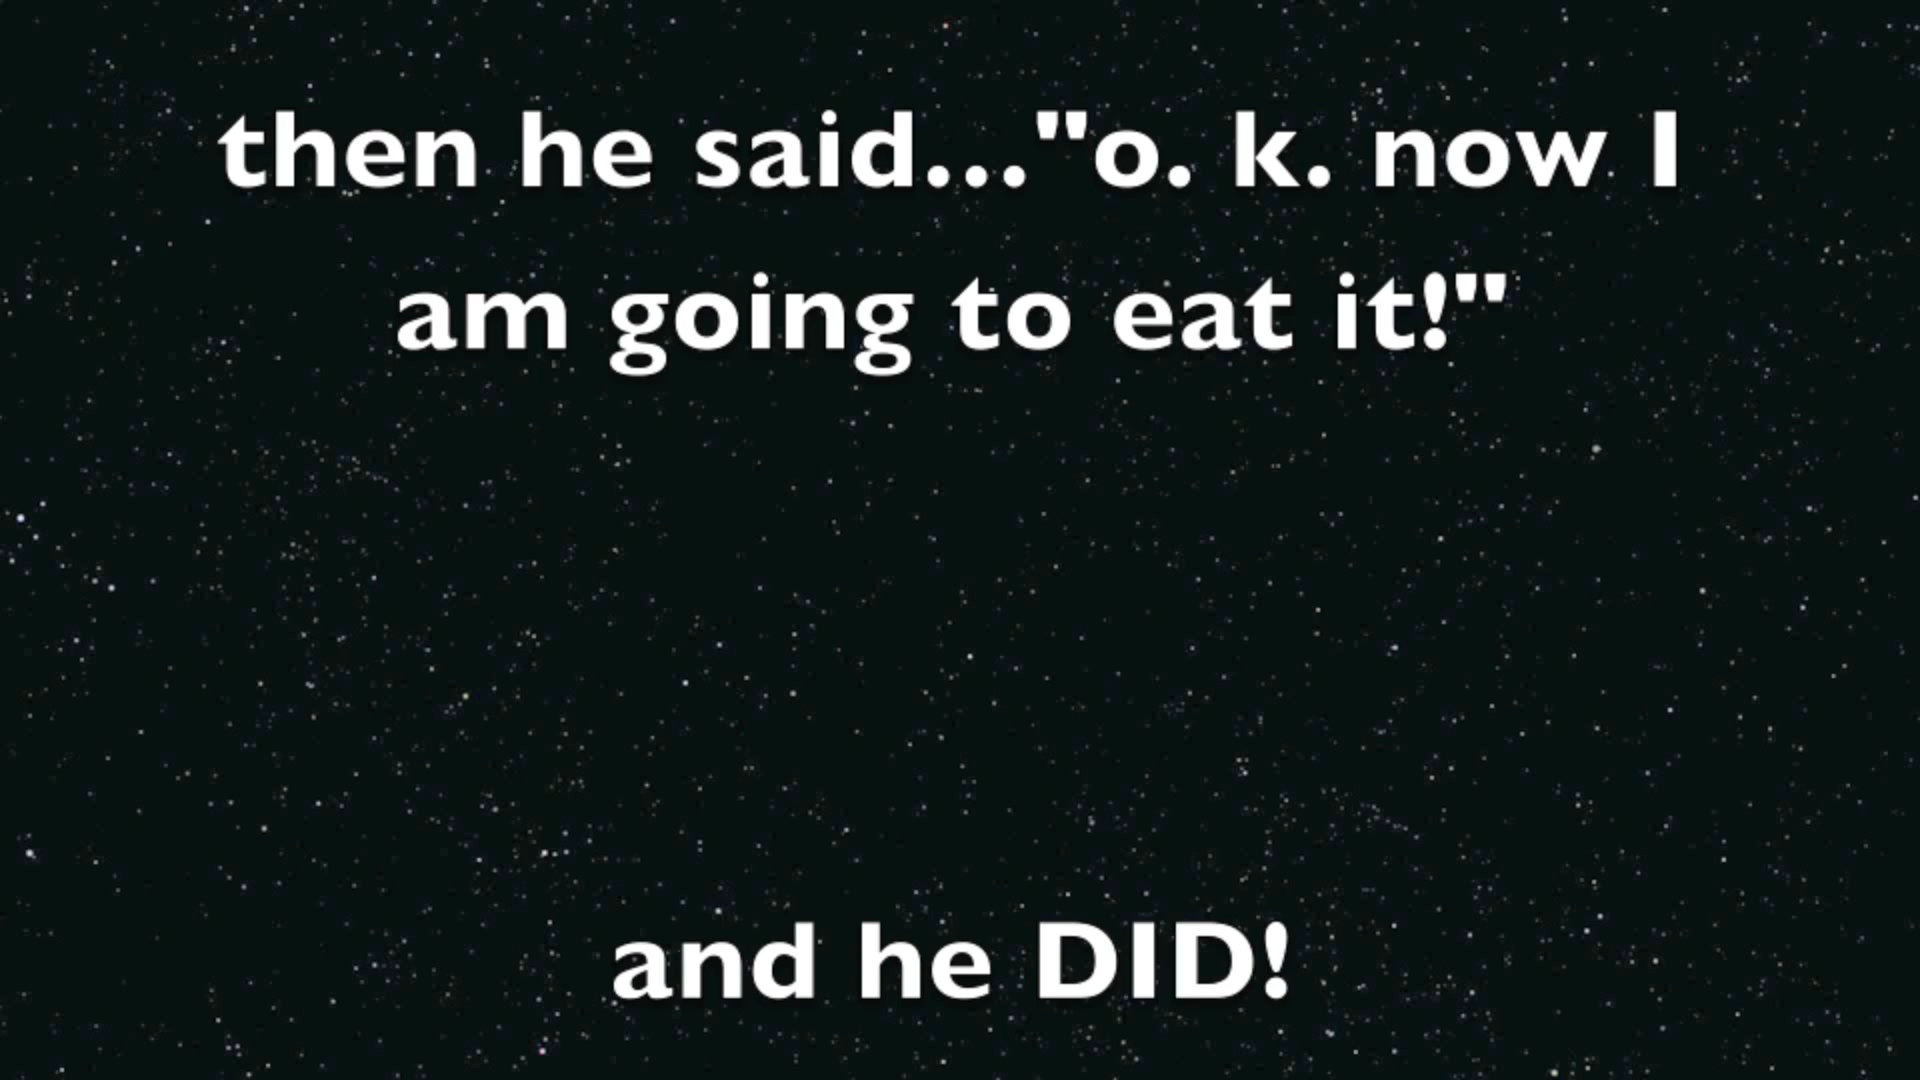 then he said..."o. k. now I
am going to eat it!"
and he DID!